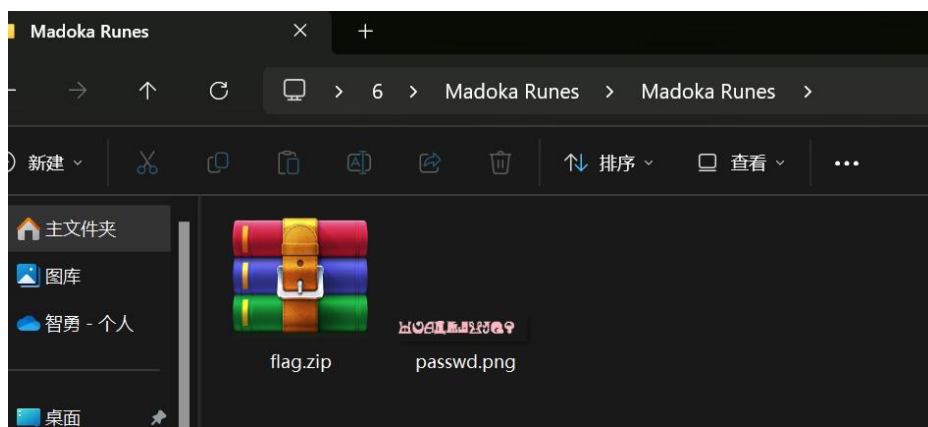 Madoka Runes
6 > Madoka Runes > Madoka Runes >
新建 排序 查看
主文件夹
图库
智勇 - 个人
桌面
flag.zip passwd.png